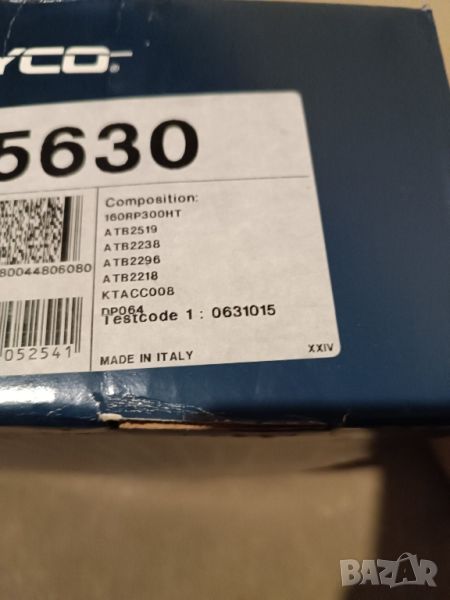 YCO®
5630
Composition:
160RP300HT
ATB2519
ATB2238
ATB2296
ATB2218
KTACC008
DP064
Testcode 1 : 0631015
80044806080
052541
MADE IN ITALY
XXIV
BAZAR